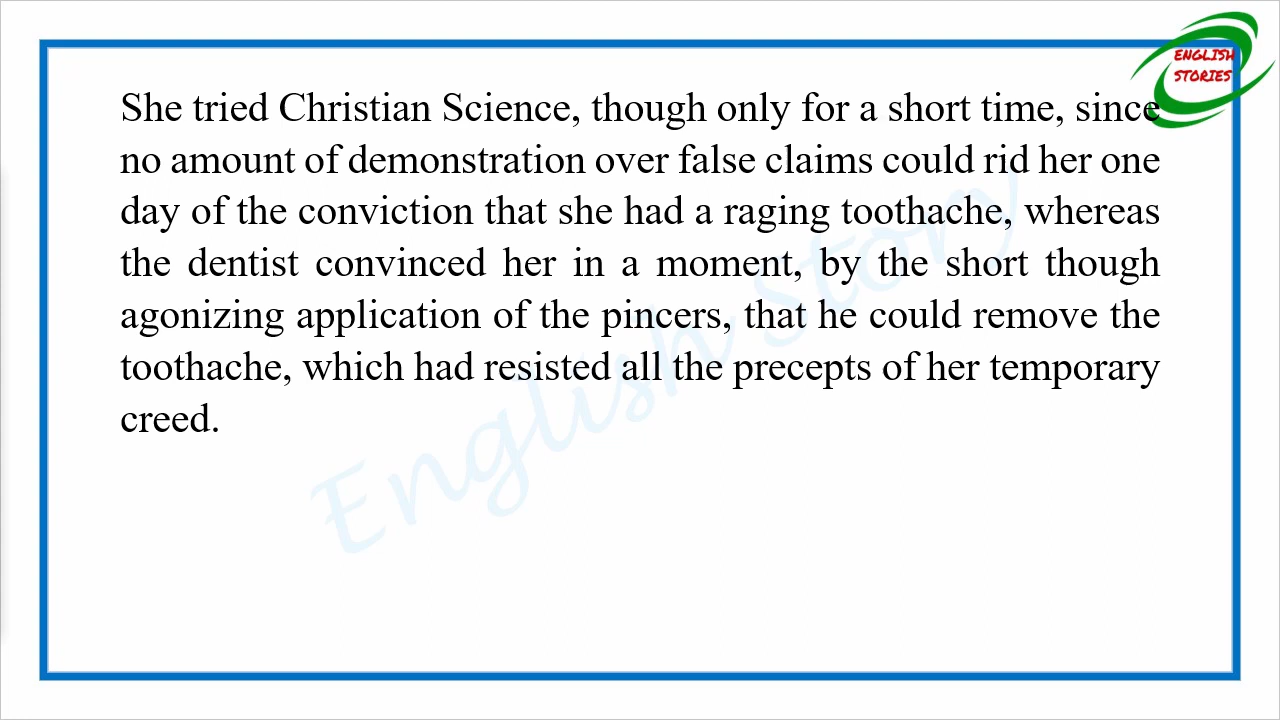 ENGLISH
STORIES
She tried Christian Science, though only for a short time, since
no amount of demonstration over false claims could rid her one
day of the conviction that she had a raging toothache, whereas
the dentist convinced her in a moment, by the short though
agonizing application of the pincers, that he could remove the
toothache, which had resisted all the precepts of her temporary
creed.
English Story